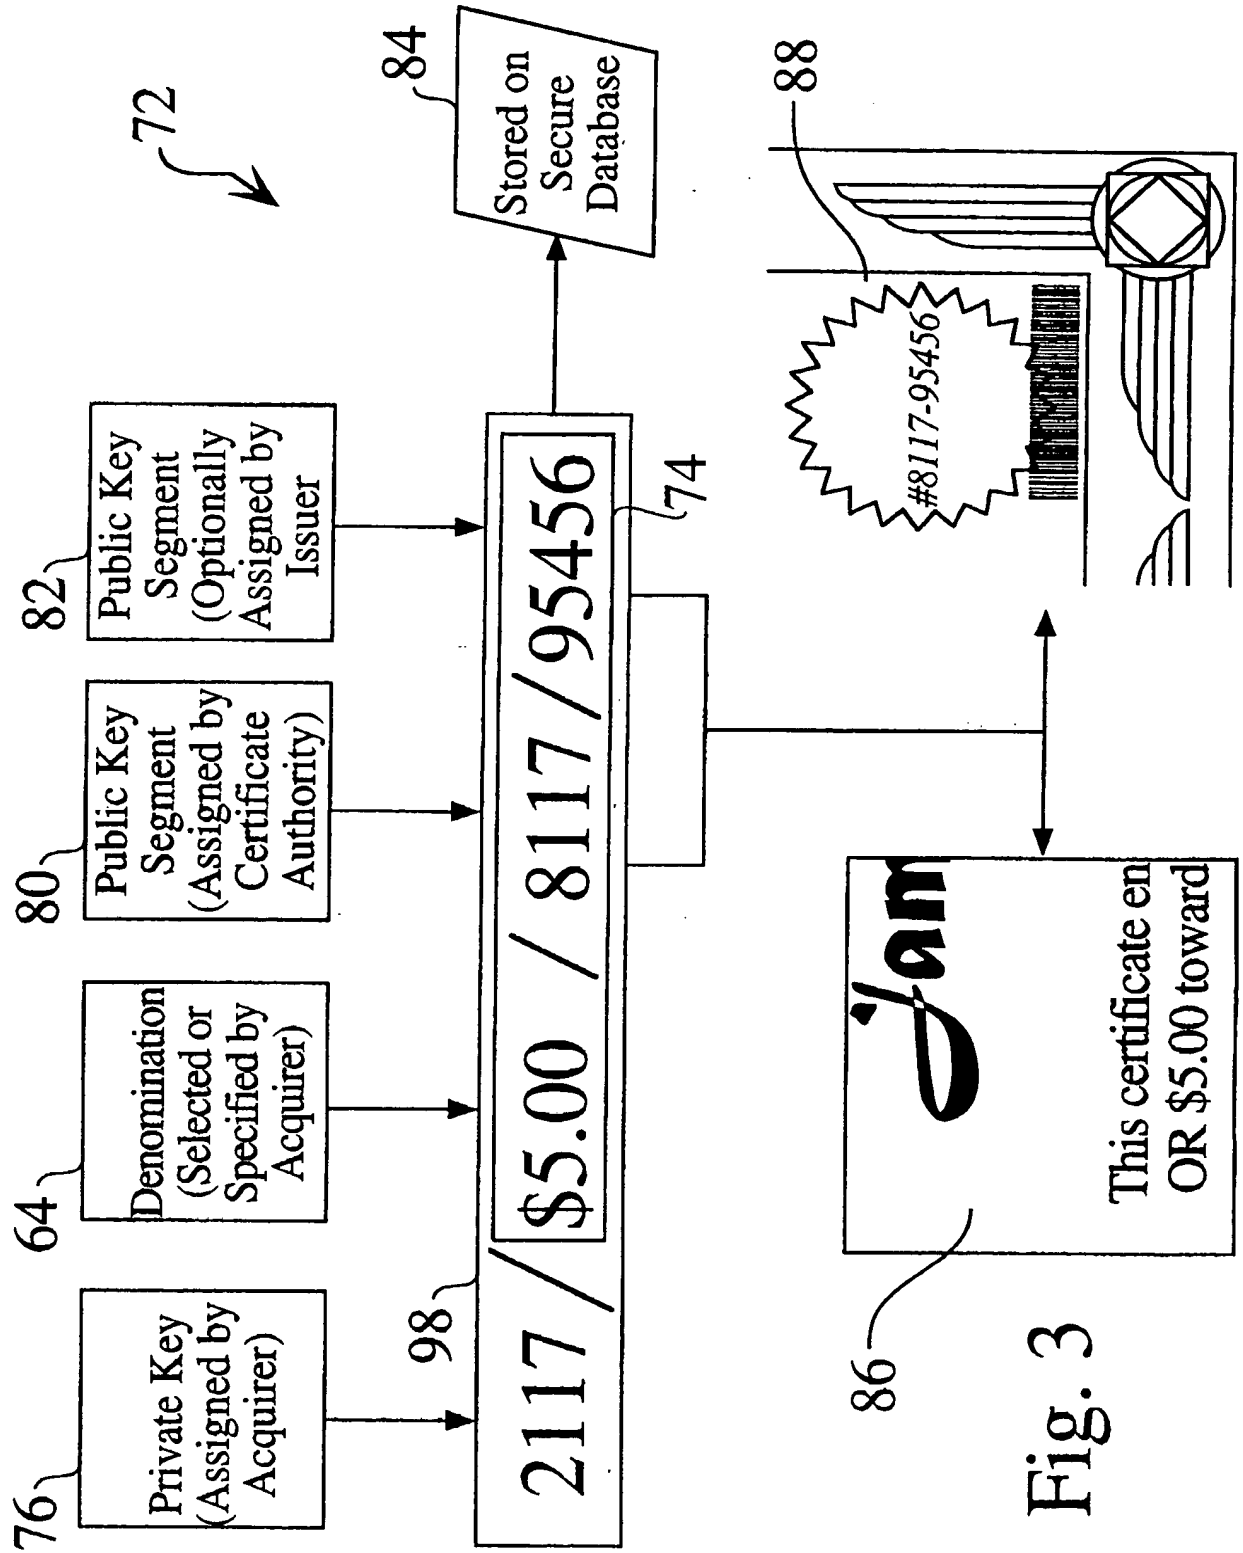 72
76
Private Key
(Assigned by
Acquirer)
64
Denomination
(Selected or
Specified by
Acquirer)
80
Public Key
Segment
(Assigned by
Certificate
Authority)
82
Public Key
Segment
(Optionally
Assigned by
Issuer
84
Stored on
Secure
Database
98
2117 / $5.00 / 8117 / 95456
74
86
Jam
This certificate en
OR $5.00 toward
88
#8117-95456
Fig. 3